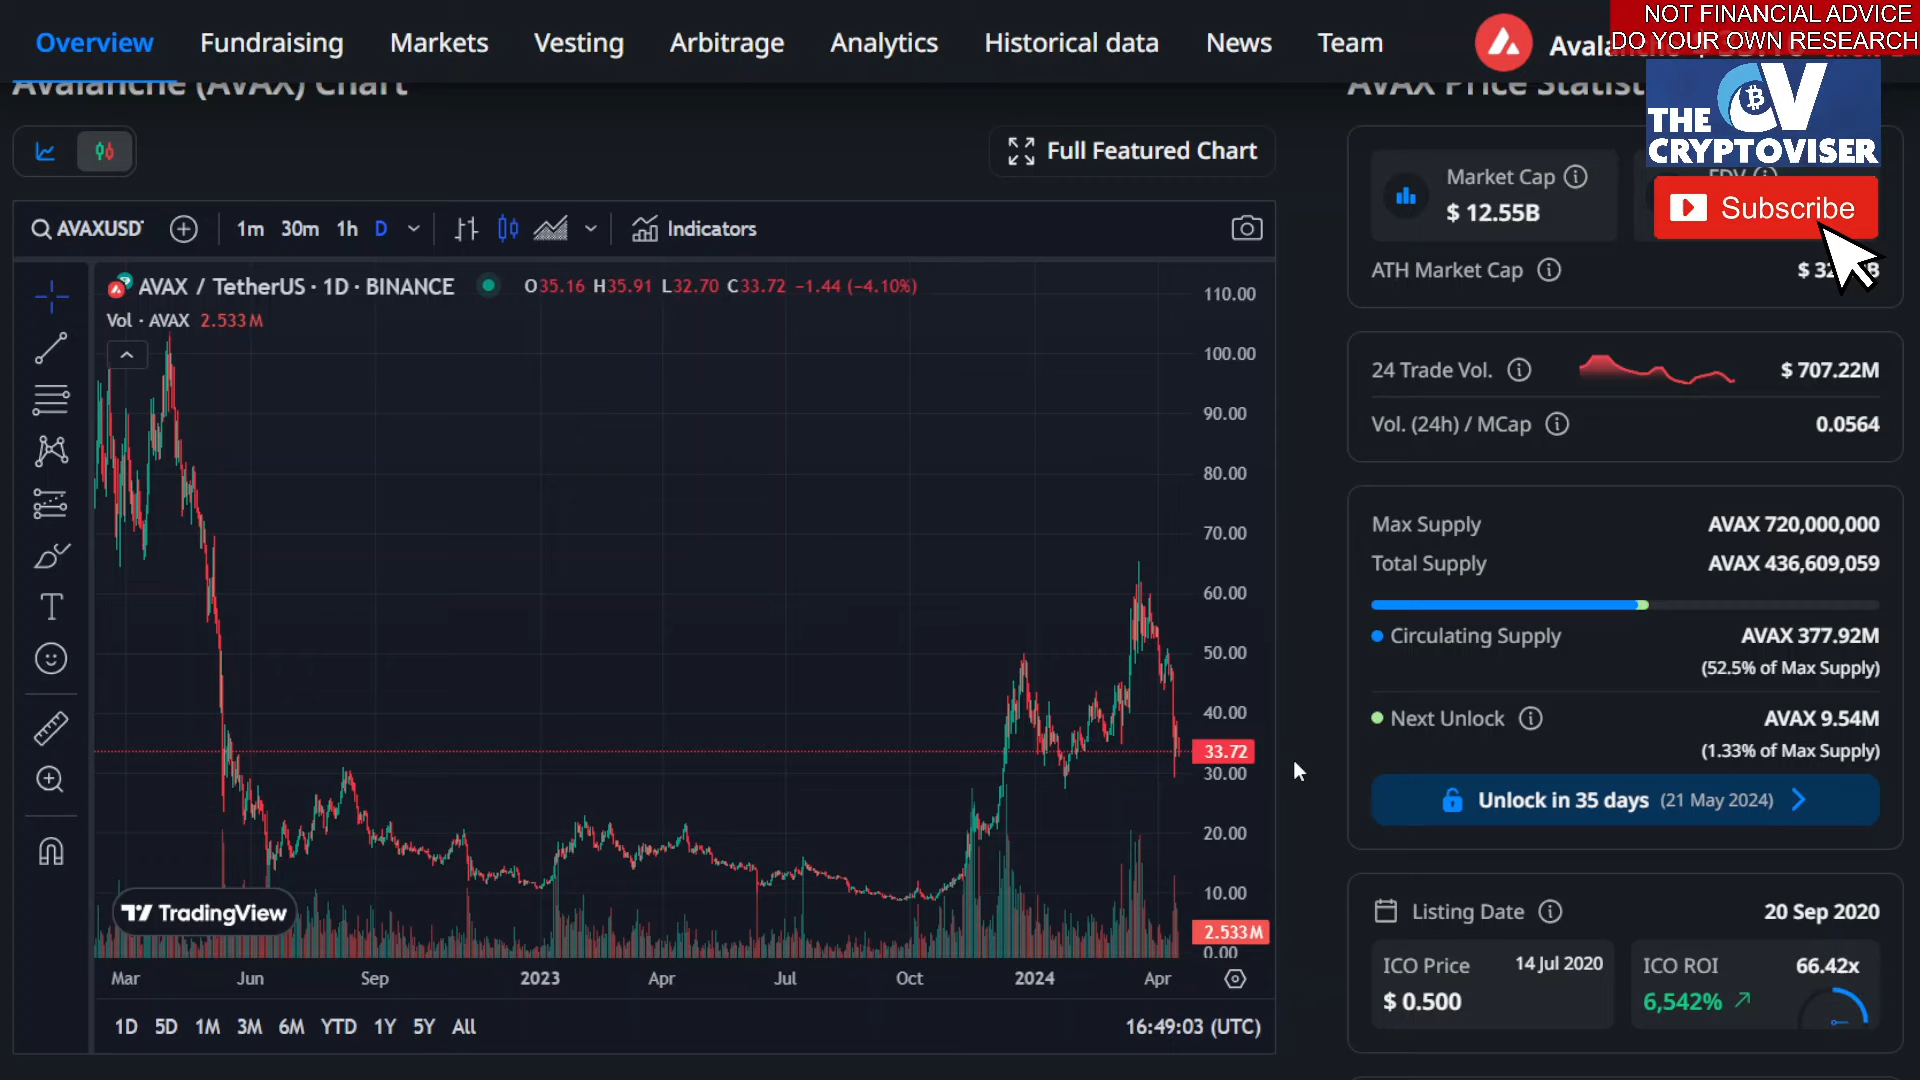 Overview Fundraising Markets Vesting Arbitrage Analytics Historical data News Team
NOT FINANCIAL ADVICE
DO YOUR OWN RESEARCH
Avalanche (AVAX) Chart
THE
CRYPTOVISER
Subscribe
Full Featured Chart
AVAXUSDT 1m 30m 1h D Indicators
AVAX / TetherUS · 1D · BINANCE O35.16 H35.91 L32.70 C33.72 −1.44 (−4.10%)
Vol · AVAX 2.533M
110.00
100.00
90.00
80.00
70.00
60.00
50.00
40.00
33.72
30.00
20.00
10.00
2.533M
0.00
TradingView
Mar Jun Sep 2023 Apr Jul Oct 2024 Apr
1D 5D 1M 3M 6M YTD 1Y 5Y All
16:49:03 (UTC)
AVAX Price Statist
Market Cap
$ 12.55B
FDV
ATH Market Cap
24 Trade Vol. $ 707.22M
Vol. (24h) / MCap 0.0564
Max Supply AVAX 720,000,000
Total Supply AVAX 436,609,059
Circulating Supply AVAX 377.92M
(52.5% of Max Supply)
Next Unlock AVAX 9.54M
(1.33% of Max Supply)
Unlock in 35 days (21 May 2024)
Listing Date 20 Sep 2020
ICO Price 14 Jul 2020
$ 0.500
ICO ROI 66.42x
6,542%